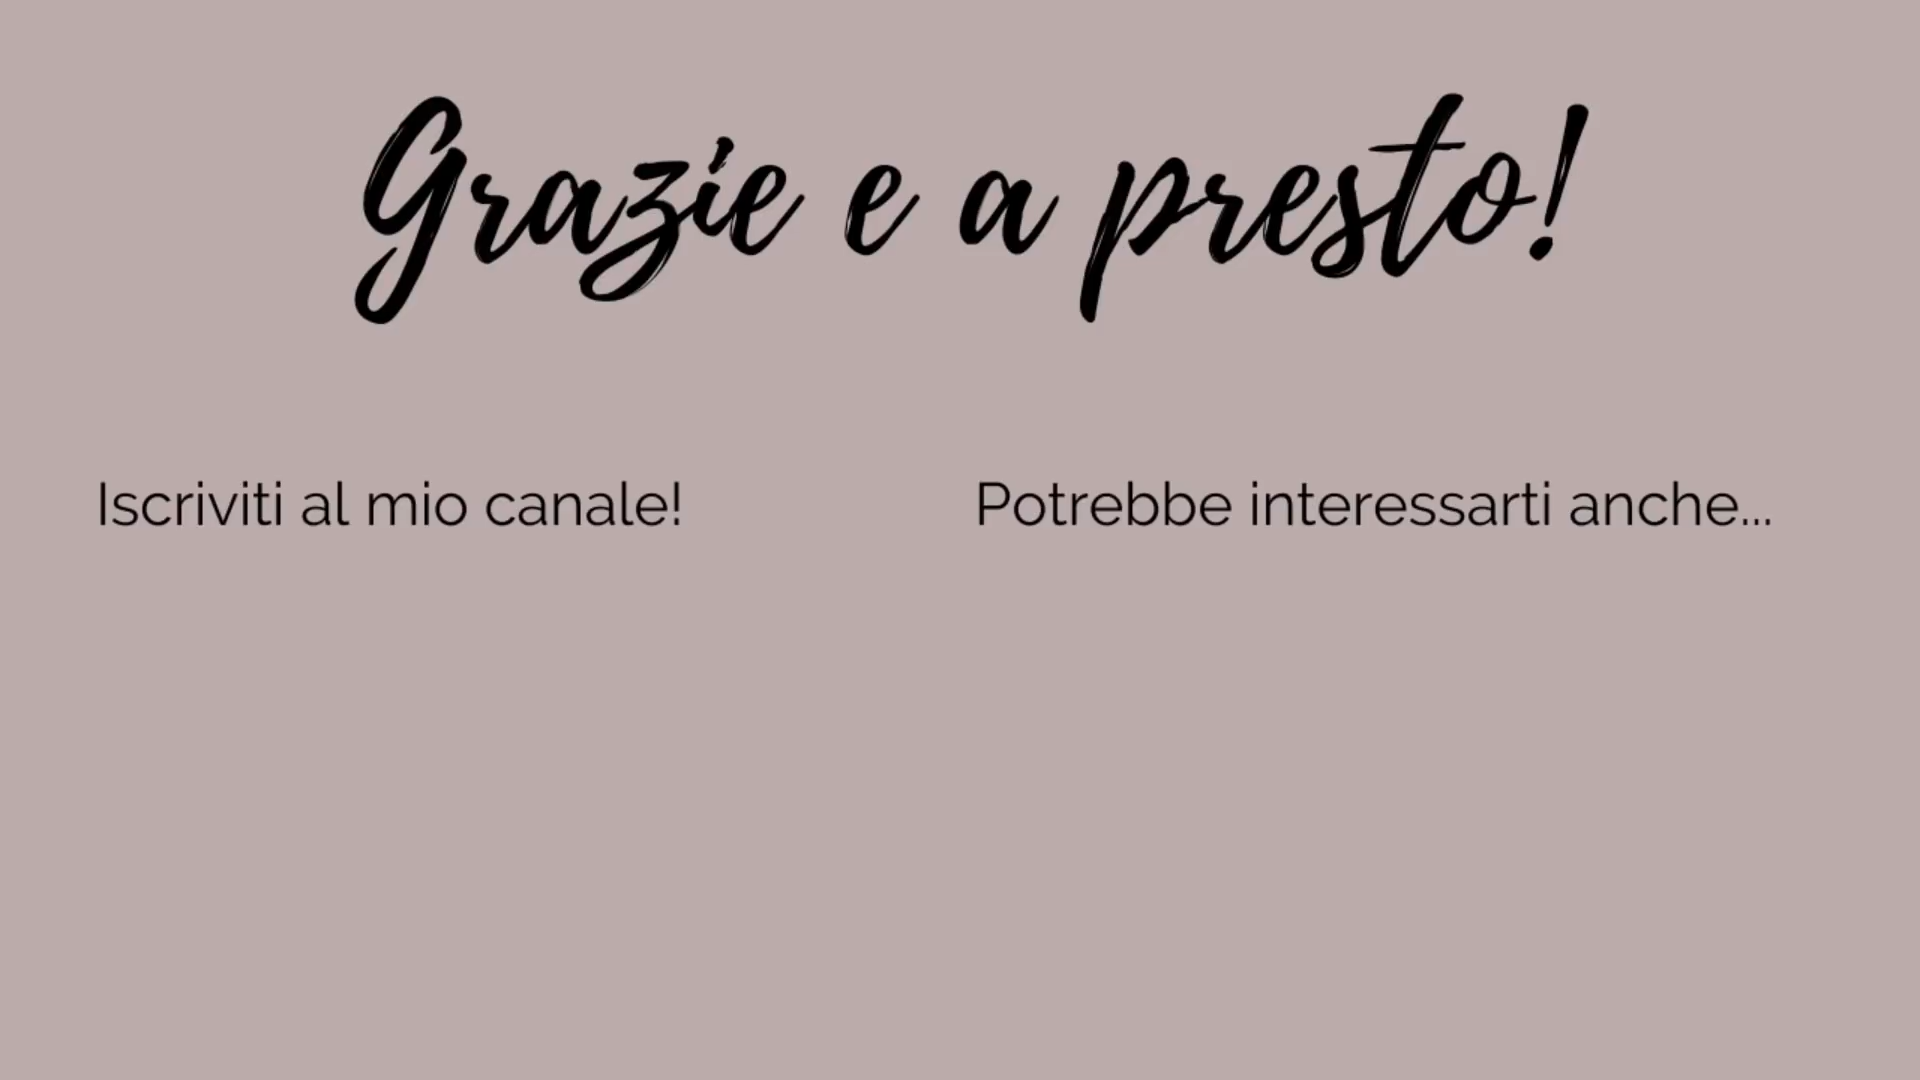 Grazie e a presto!
Iscriviti al mio canale!
Potrebbe interessarti anche...